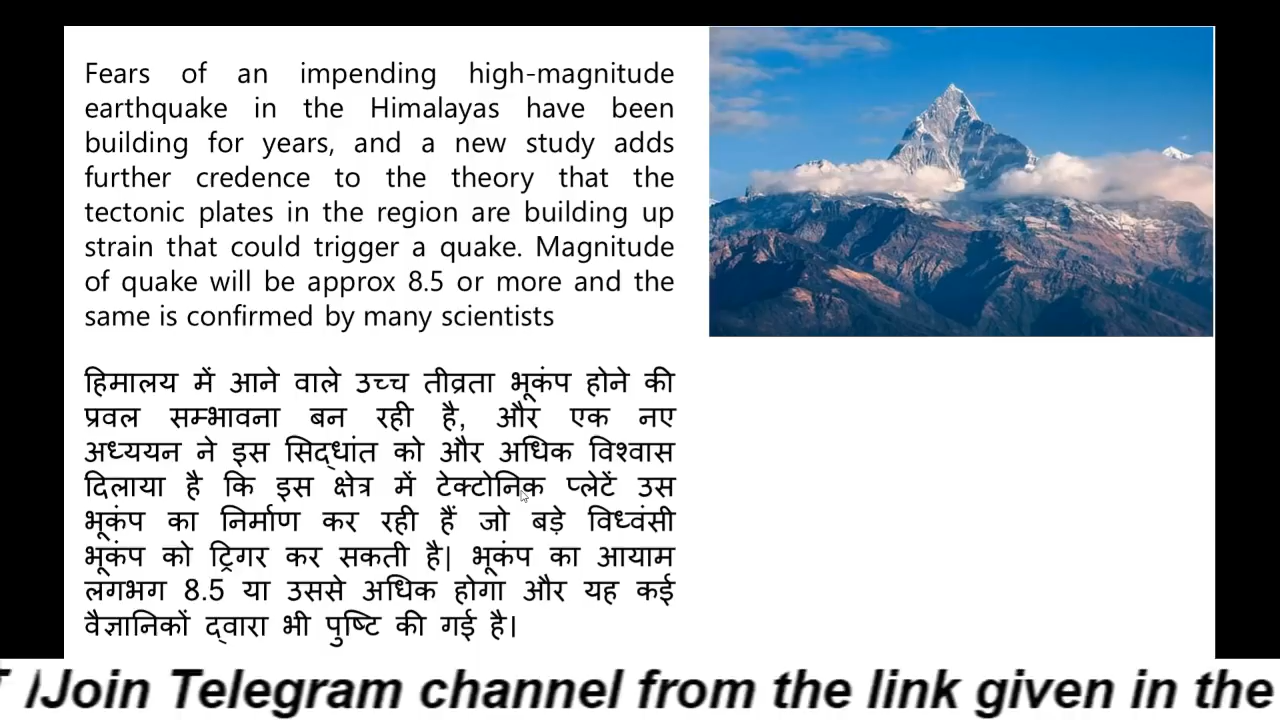 Fears of an impending high-magnitude
earthquake in the Himalayas have been
building for years, and a new study adds
further credence to the theory that the
tectonic plates in the region are building up
strain that could trigger a quake. Magnitude
of quake will be approx 8.5 or more and the
same is confirmed by many scientists
हिमालय में आने वाले उच्च तीव्रता भूकंप होने की
प्रवल सम्भावना बन रही है, और एक नए
अध्ययन ने इस सिद्धांत को और अधिक विश्वास
दिलाया है कि इस क्षेत्र में टेक्टोनिक प्लेटें उस
भूकंप का निर्माण कर रही हैं जो बड़े विध्वंसी
भूकंप को ट्रिगर कर सकती है| भूकंप का आयाम
लगभग 8.5 या उससे अधिक होगा और यह कई
वैज्ञानिकों द्वारा भी पुष्टि की गई है।
/Join Telegram channel from the link given in the